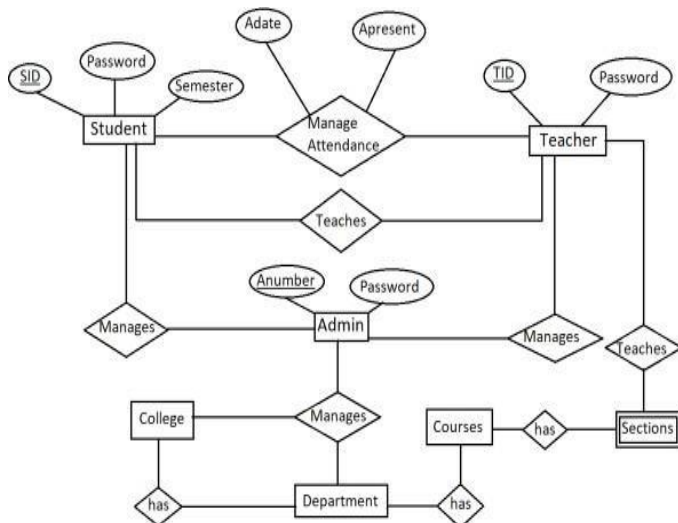 Adate
Apresent
SID
Password
Semester
TID
Password
Student
Manage
Attendance
Teacher
Teaches
Anumber
Password
Manages
Admin
Manages
Teaches
College
Manages
Courses
has
Sections
has
Department
has